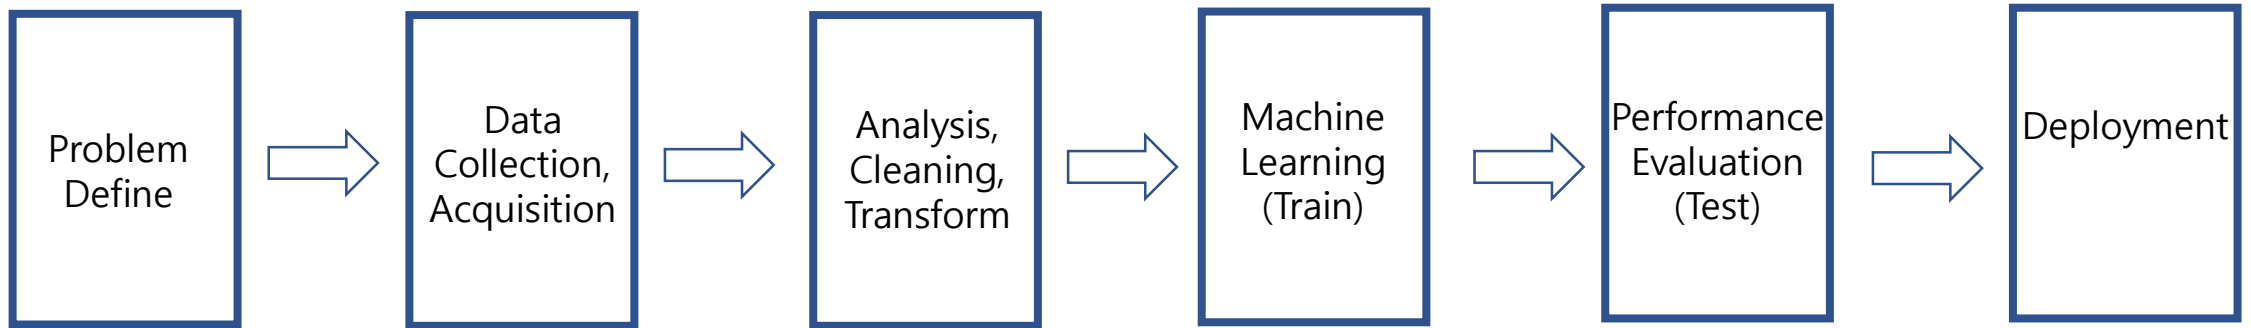 Problem
Define
Data
Collection,
Acquisition
Analysis,
Cleaning,
Transform
Machine
Learning
(Train)
Performance
Evaluation
(Test)
Deployment